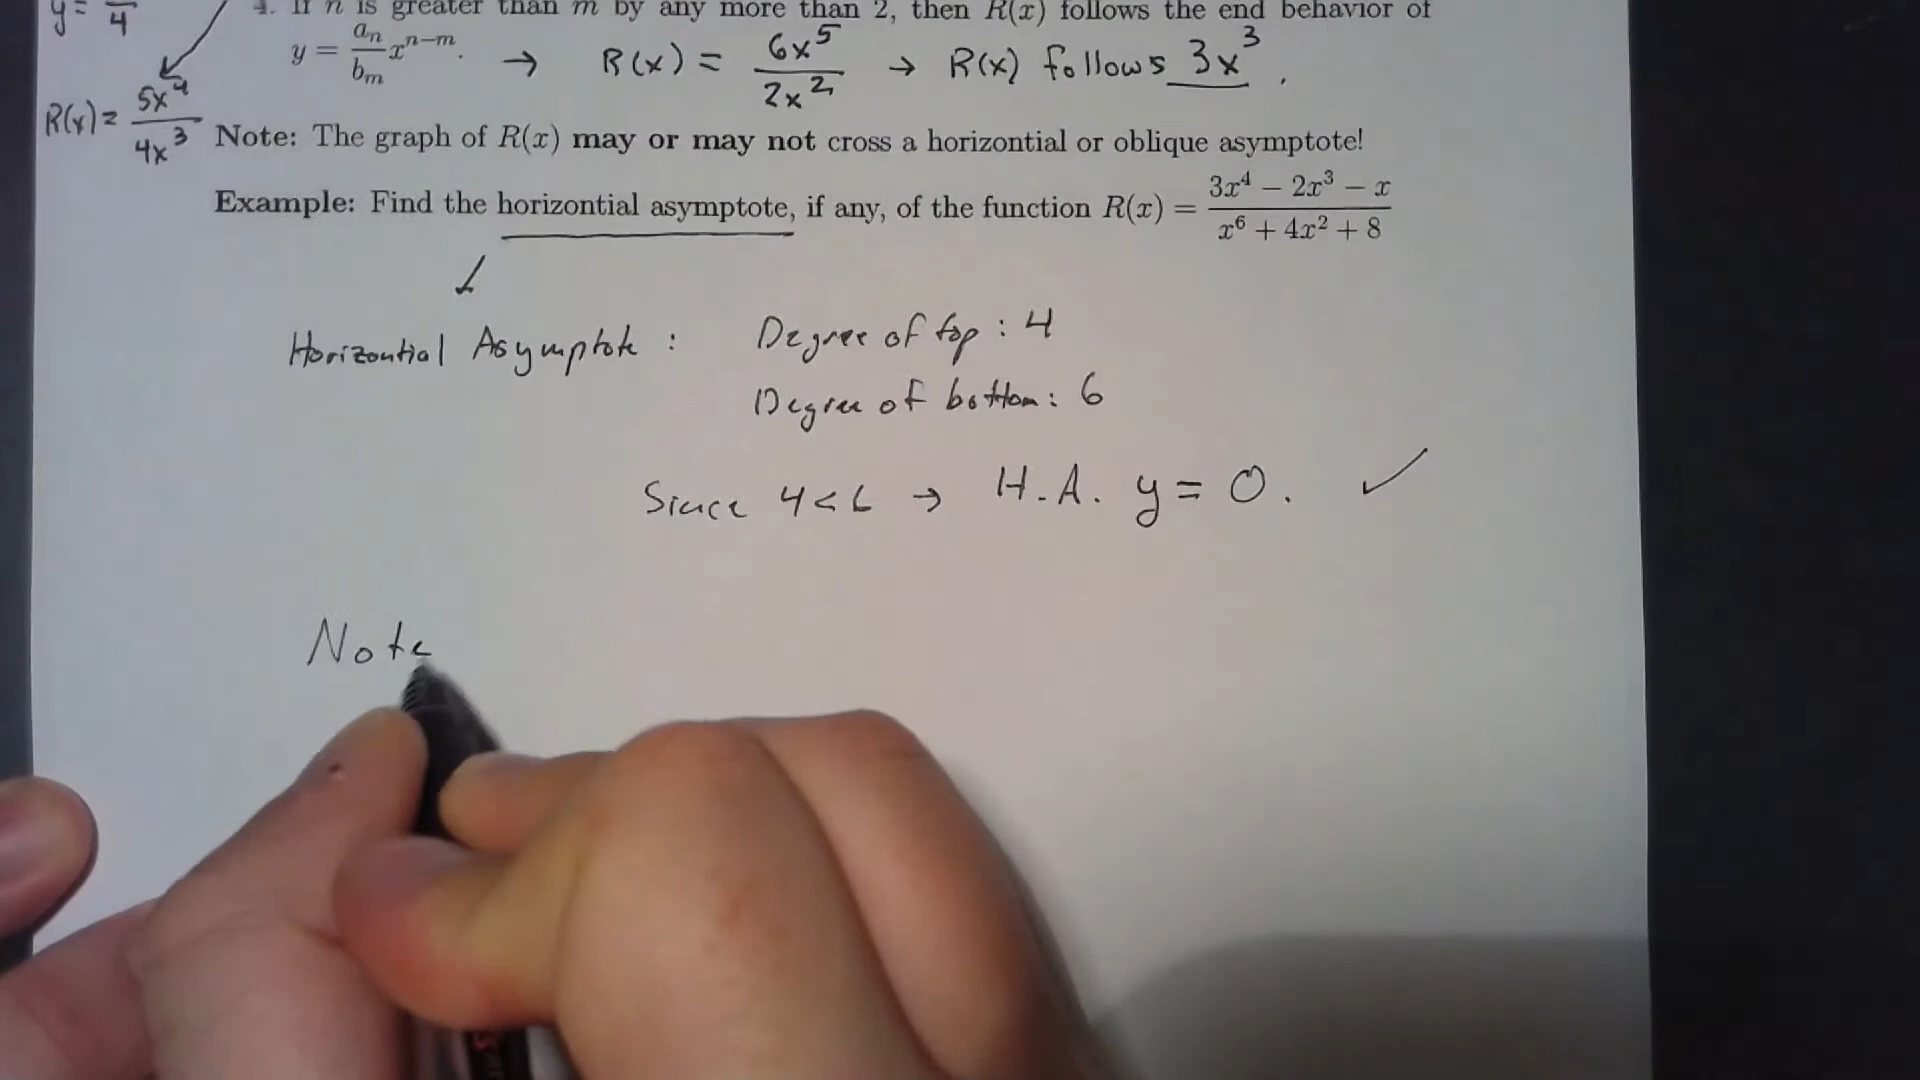 y = — 4
4. If n is greater than m by any more than 2, then R(x) follows the end behavior of
y = aₙ/bₘ xⁿ⁻ᵐ. → R(x) = 6x⁵/2x² → R(x) follows 3x³.
R(x) = 5x⁴/4x³
Note: The graph of R(x) may or may not cross a horizontial or oblique asymptote!
Example: Find the horizontial asymptote, if any, of the function R(x) = (3x⁴ − 2x³ − x)/(x⁶ + 4x² + 8)
Horizontial Asymptote : Degree of top : 4
Degree of bottom: 6
Since 4 < 6 → H.A. y = 0. ✓
Note